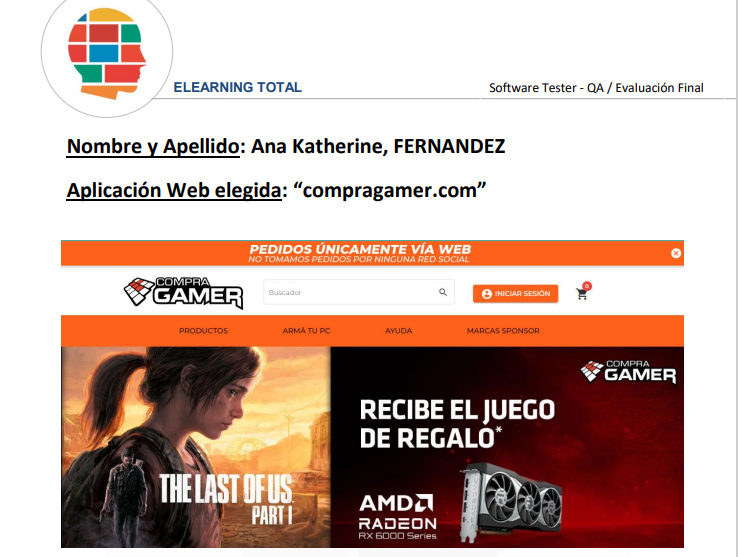 ELEARNING TOTAL
Software Tester - QA / Evaluación Final
Nombre y Apellido: Ana Katherine, FERNANDEZ
Aplicación Web elegida: “compragamer.com”
PEDIDOS ÚNICAMENTE VÍA WEB
NO TOMAMOS PEDIDOS POR NINGUNA RED SOCIAL
COMPRA
GAMER
Buscador
INICIAR SESIÓN
0
PRODUCTOS
ARMÁ TU PC
AYUDA
MARCAS SPONSOR
COMPRA
GAMER
RECIBE EL JUEGO
DE REGALO*
THE LAST OF US
PART I
AMD
RADEON
RX 6000 Series